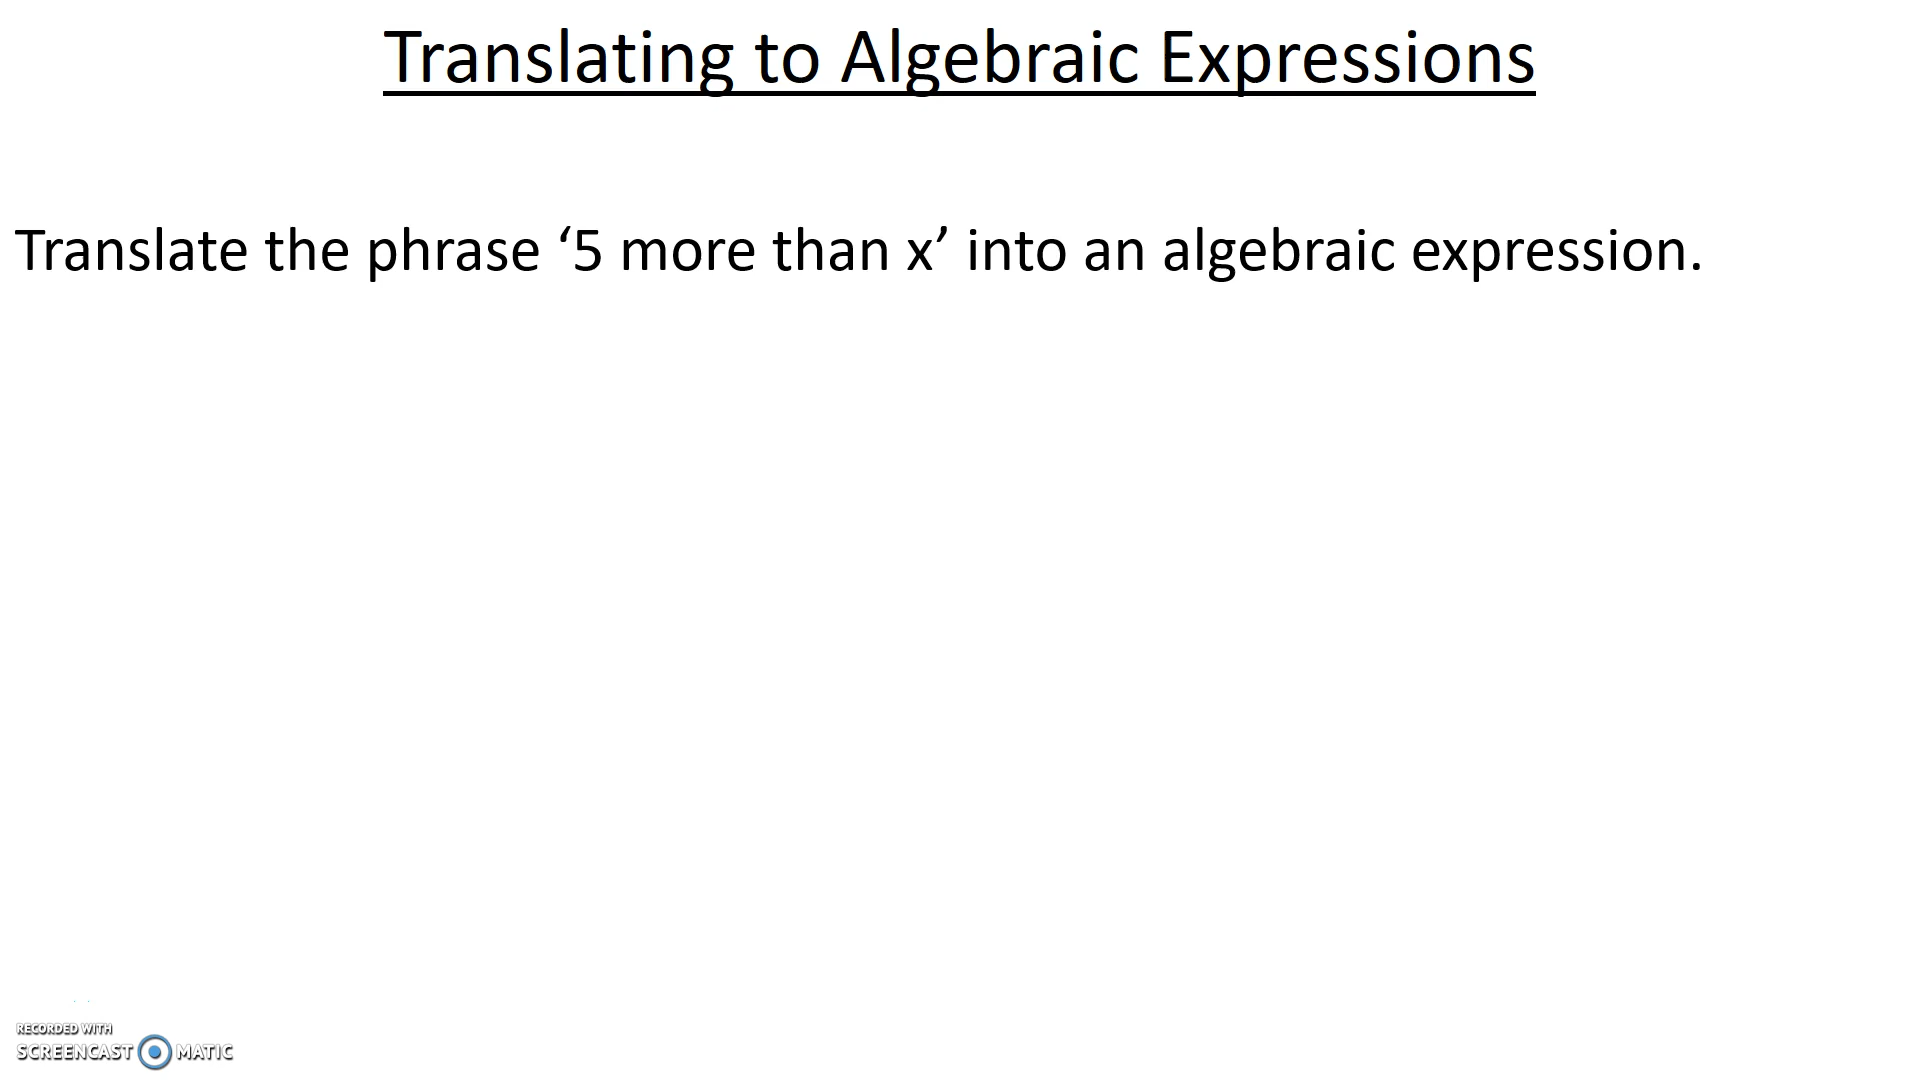 Translating to Algebraic Expressions
Translate the phrase ‘5 more than x’ into an algebraic expression.
RECORDED WITH
SCREENCAST MATIC